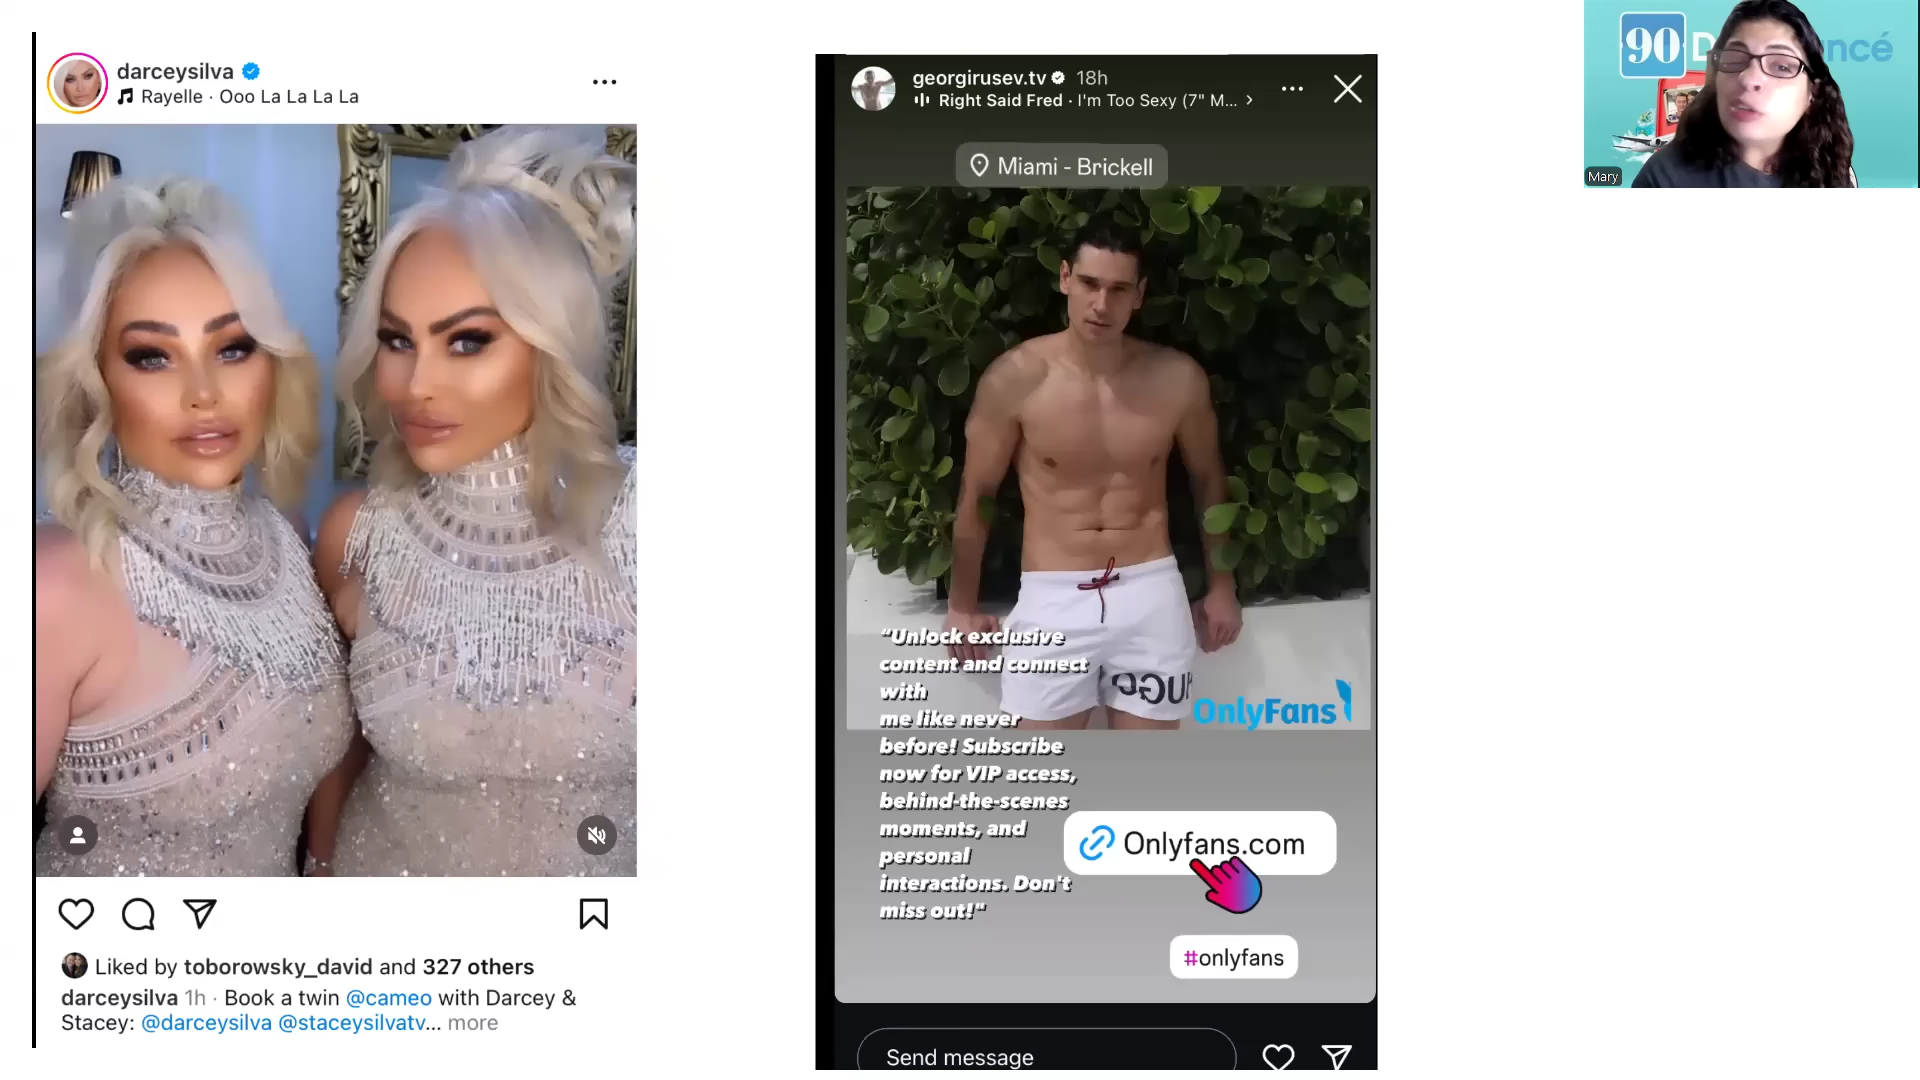 darceysilva
Rayelle · Ooo La La La La
Liked by toborowsky_david and 327 others
darceysilva 1h · Book a twin @cameo with Darcey &
Stacey: @darceysilva @staceysilvatv... more
georgirusev.tv 18h
Right Said Fred · I'm Too Sexy (7" M... >
Miami - Brickell
"Unlock exclusive
content and connect
with
me like never
before! Subscribe
now for VIP access,
behind-the-scenes
moments, and
personal
interactions. Don't
miss out!"
OnlyFans
Onlyfans.com
#onlyfans
Send message
90
ncé
Mary